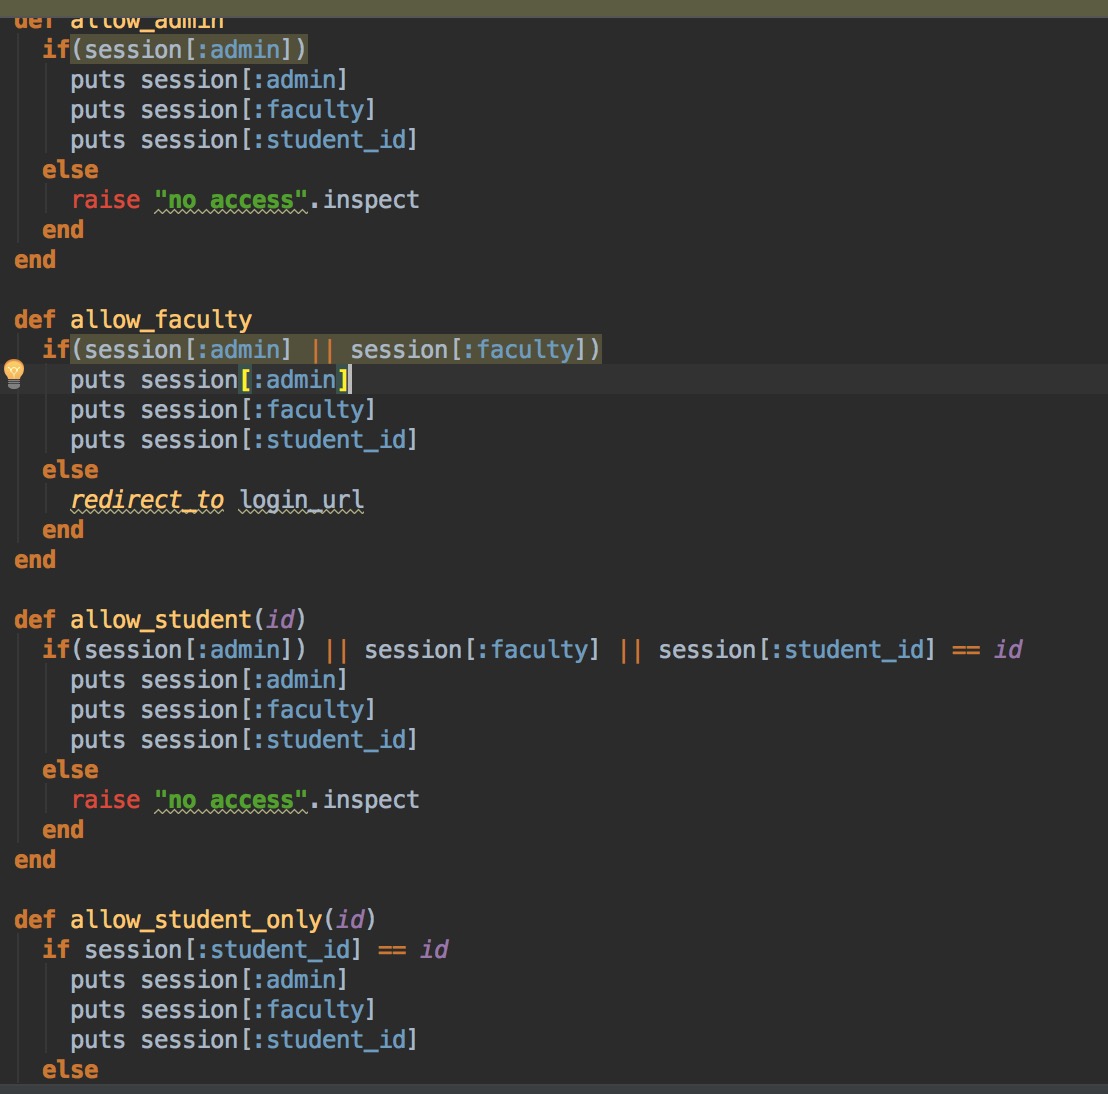 def allow_admin
if(session[:admin])
puts session[:admin]
puts session[:faculty]
puts session[:student_id]
else
raise "no access".inspect
end
end
def allow_faculty
if(session[:admin] || session[:faculty])
puts session[:admin]
puts session[:faculty]
puts session[:student_id]
else
redirect_to login_url
end
end
def allow_student(id)
if(session[:admin]) || session[:faculty] || session[:student_id] == id
puts session[:admin]
puts session[:faculty]
puts session[:student_id]
else
raise "no access".inspect
end
end
def allow_student_only(id)
if session[:student_id] == id
puts session[:admin]
puts session[:faculty]
puts session[:student_id]
else